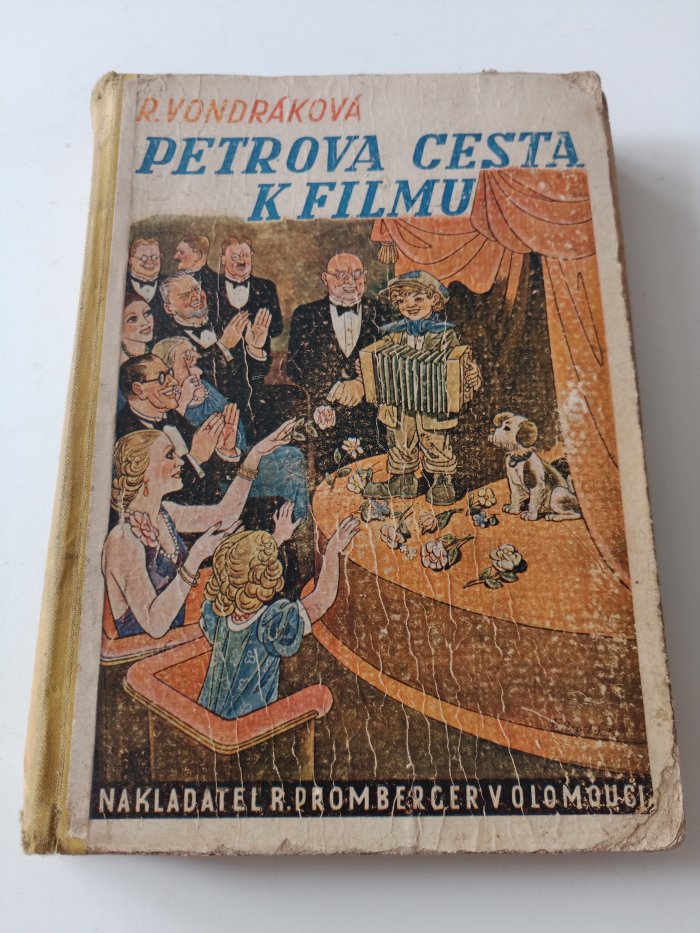 R. VONDRÁKOVÁ
PETROVA CESTA
K FILMU
NAKLADATEL R. PROMBERGER V OLOMOUCI